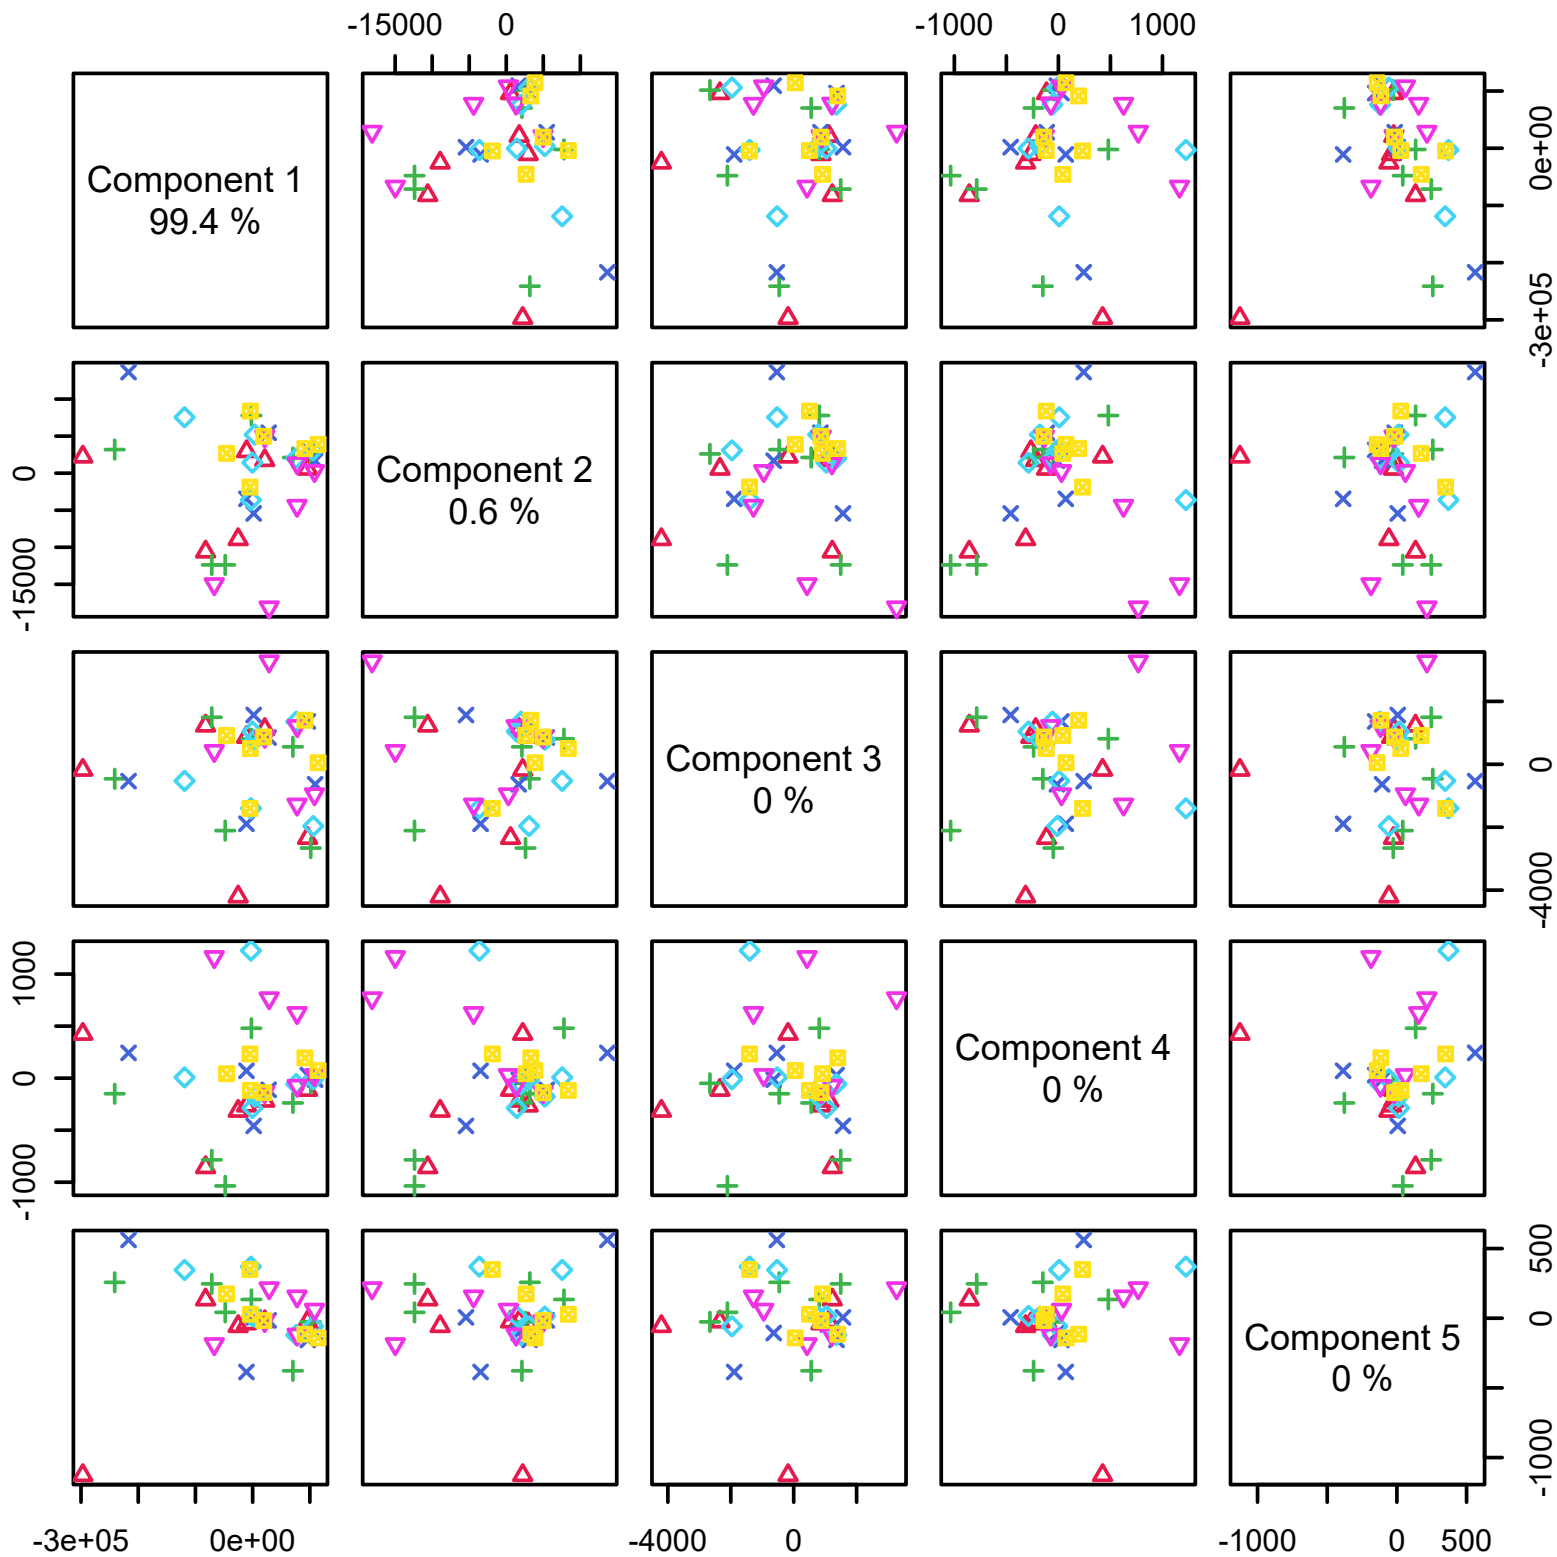 -15000 0 -1000 0 1000
Component 1
99.4 %
0e+00
-3e+05
Component 2
0.6 %
0
-15000
Component 3
0 %
0
-4000
Component 4
0 %
1000
0
-1000
Component 5
0 %
500
0
-1000
-3e+05 0e+00 -4000 0 -1000 0 500